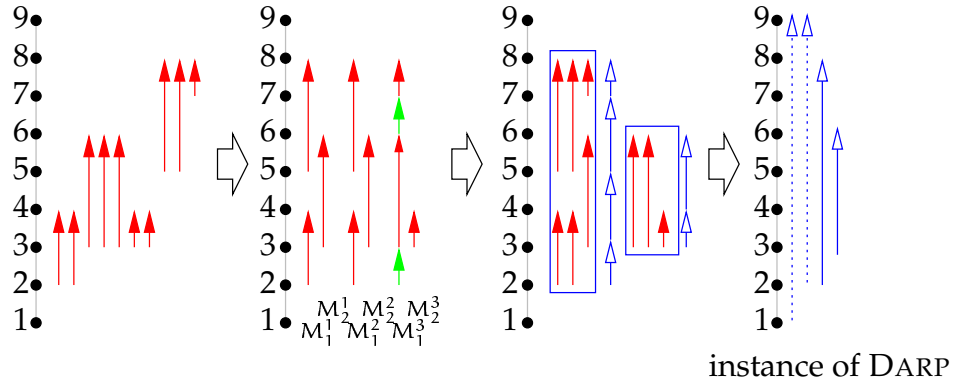 9 9 9 9
8 8 8 8
7 7 7 7
6 6 6 6
5 5 5 5
4 4 4 4
3 3 3 3
2 2 2 2
M₂¹ M₂² M₂³
1 1 1 1
M₁¹ M₁² M₁³
instance of DARP